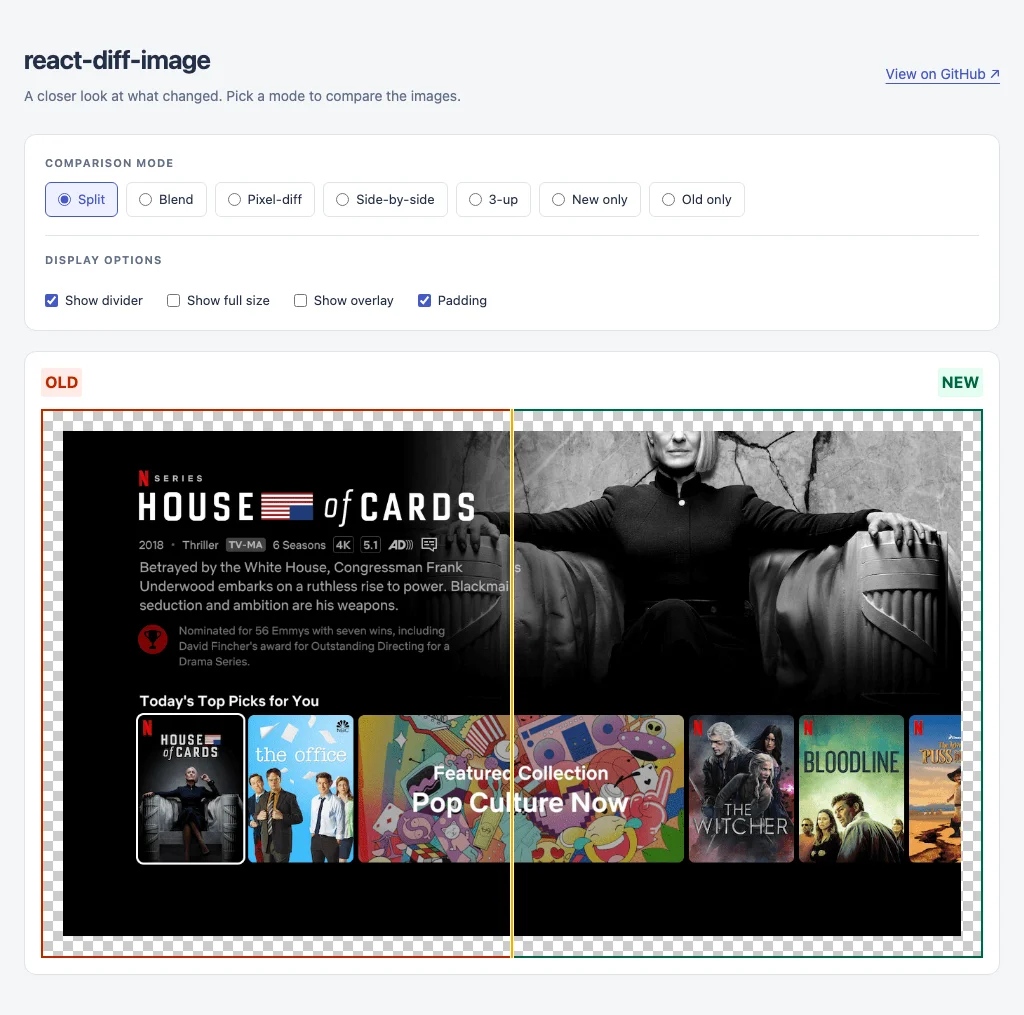 react-diff-image
View on GitHub ↗
A closer look at what changed. Pick a mode to compare the images.
COMPARISON MODE
Split
Blend
Pixel-diff
Side-by-side
3-up
New only
Old only
DISPLAY OPTIONS
Show divider
Show full size
Show overlay
Padding
OLD
NEW
N SERIES
HOUSE of CARDS
2018 • Thriller TV-MA 6 Seasons 4K 5.1 AD
Betrayed by the White House, Congressman Frank s
Underwood embarks on a ruthless rise to power. Blackmai
seduction and ambition are his weapons.
Nominated for 56 Emmys with seven wins, including
David Fincher's award for Outstanding Directing for a
Drama Series.
Today's Top Picks for You
N
HOUSE
of CARDS
NBC
the office
Featured Collection
Pop Culture Now
N
THE
WITCHER
N
BLOODLINE
N
PUSS